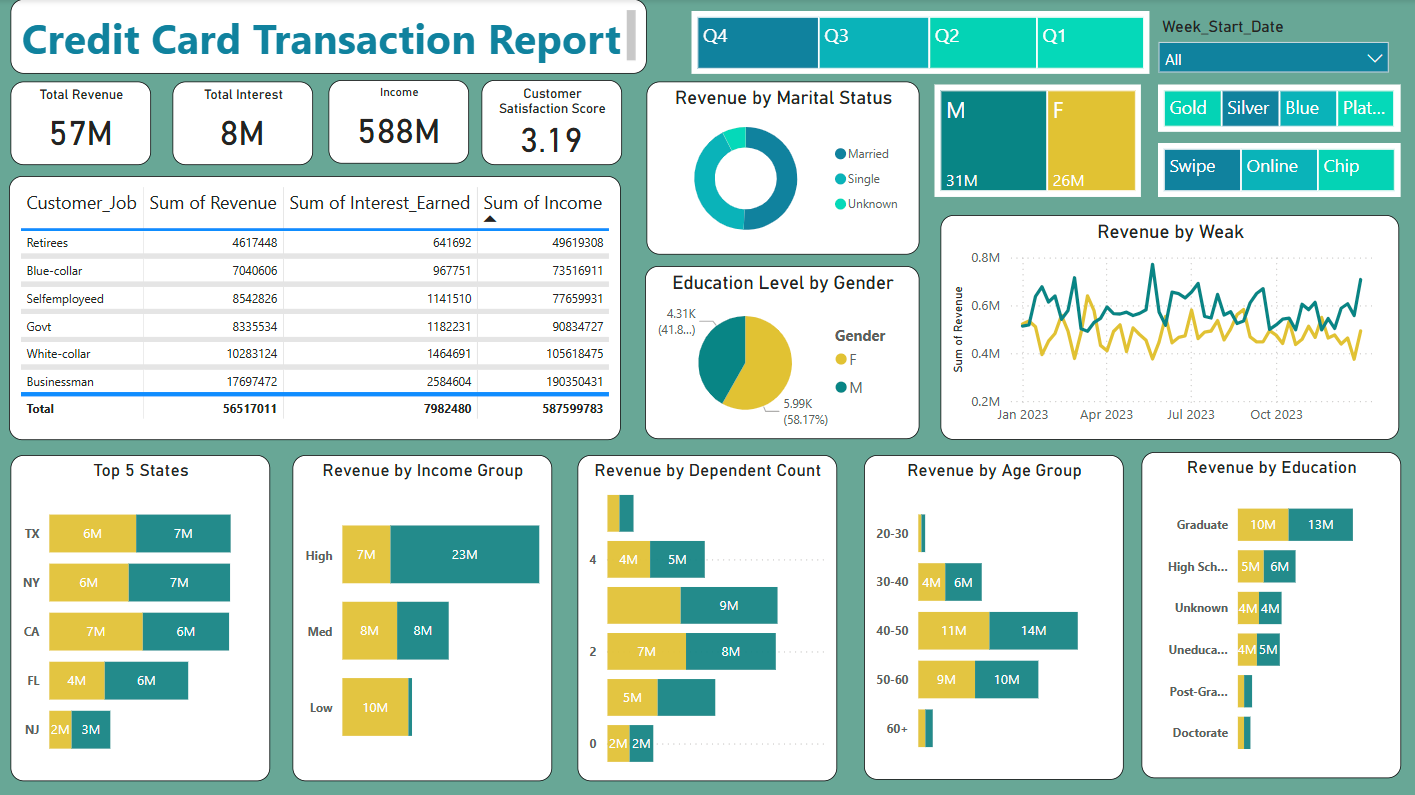 Credit Card Transaction Report
Q4
Q3
Q2
Q1
Week_Start_Date
All
Total Revenue
57M
Total Interest
8M
Income
588M
Customer
Satisfaction Score
3.19
Revenue by Marital Status
Married
Single
Unknown
M
31M
F
26M
Gold
Silver
Blue
Plat...
Swipe
Online
Chip
Customer_Job Sum of Revenue Sum of Interest_Earned Sum of Income
Retirees 4617448 641692 49619308
Blue-collar 7040606 967751 73516911
Selfemployeed 8542826 1141510 77659931
Govt 8335534 1182231 90834727
White-collar 10283124 1464691 105618475
Businessman 17697472 2584604 190350431
Total 56517011 7982480 587599783
Education Level by Gender
4.31K
(41.8...)
5.99K
(58.17%)
Gender
F
M
Revenue by Weak
Sum of Revenue
0.8M
0.6M
0.4M
0.2M
Jan 2023 Apr 2023 Jul 2023 Oct 2023
Top 5 States
TX 6M 7M
NY 6M 7M
CA 7M 6M
FL 4M 6M
NJ 2M 3M
Revenue by Income Group
High 7M 23M
Med 8M 8M
Low 10M
Revenue by Dependent Count
4 4M 5M
9M
2 7M 8M
5M
0 2M 2M
Revenue by Age Group
20-30
30-40 4M 6M
40-50 11M 14M
50-60 9M 10M
60+
Revenue by Education
Graduate 10M 13M
High Sch... 5M 6M
Unknown 4M 4M
Uneduca... 4M 5M
Post-Gra...
Doctorate